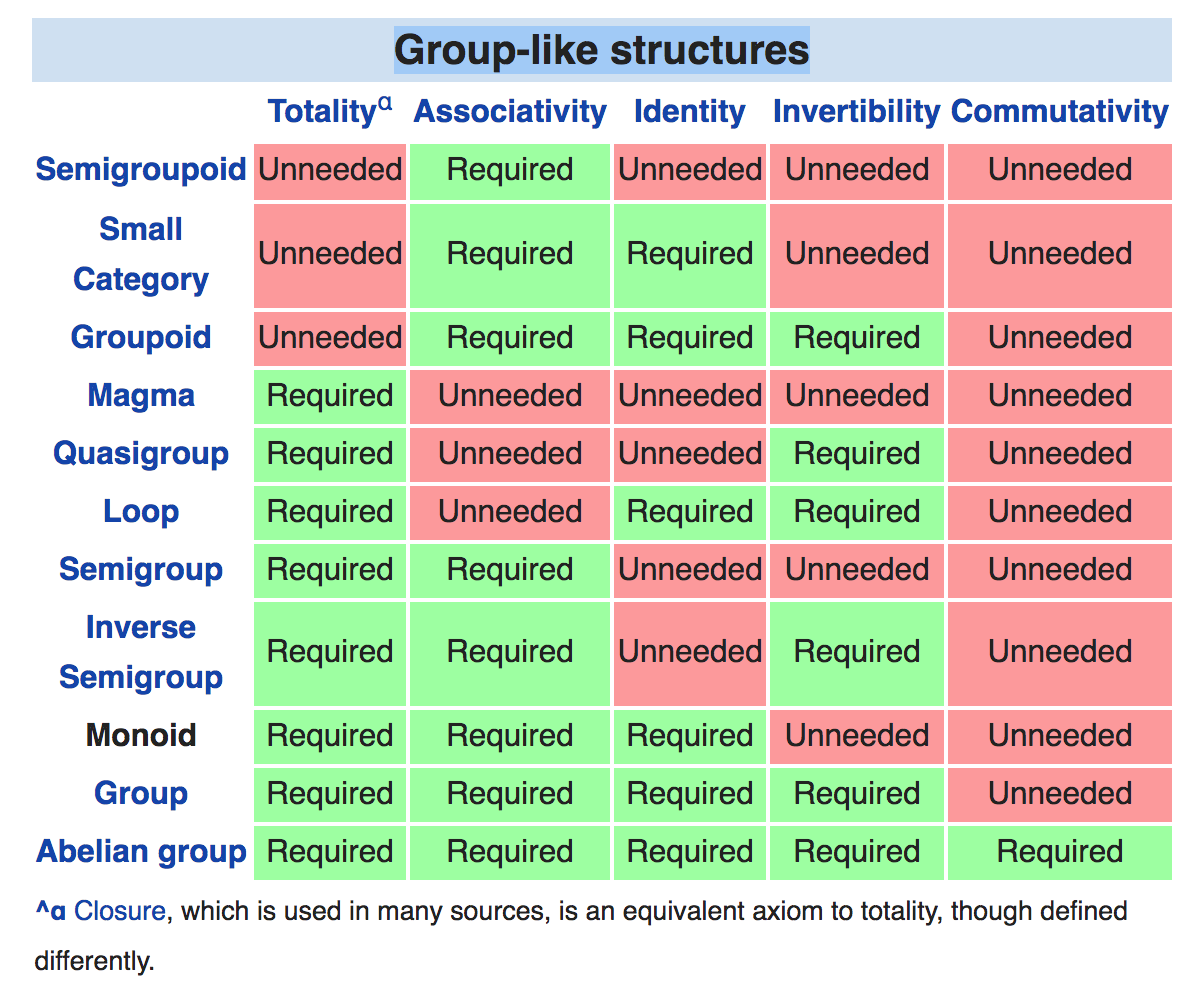 Group-like structures
Totalityᵅ Associativity Identity Invertibility Commutativity
Semigroupoid Unneeded Required Unneeded Unneeded Unneeded
Small
Category Unneeded Required Required Unneeded Unneeded
Groupoid Unneeded Required Required Required Unneeded
Magma Required Unneeded Unneeded Unneeded Unneeded
Quasigroup Required Unneeded Unneeded Required Unneeded
Loop Required Unneeded Required Required Unneeded
Semigroup Required Required Unneeded Unneeded Unneeded
Inverse
Semigroup Required Required Unneeded Required Unneeded
Monoid Required Required Required Unneeded Unneeded
Group Required Required Required Required Unneeded
Abelian group Required Required Required Required Required
^α Closure, which is used in many sources, is an equivalent axiom to totality, though defined
differently.